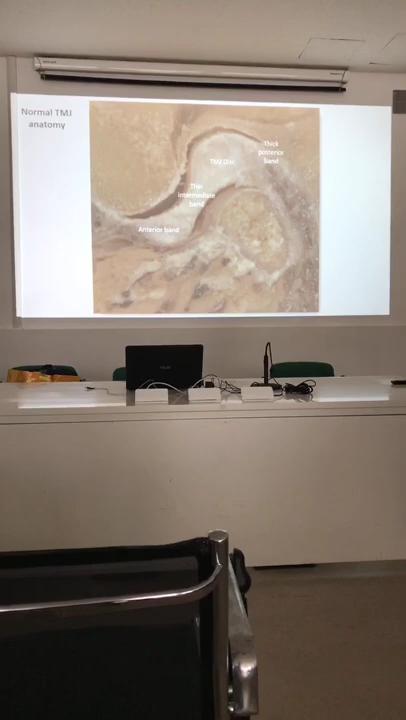 Normal TMJ
anatomy
TMJ Disc
Thick
posterior
band
Thin
intermediate
band
Anterior band